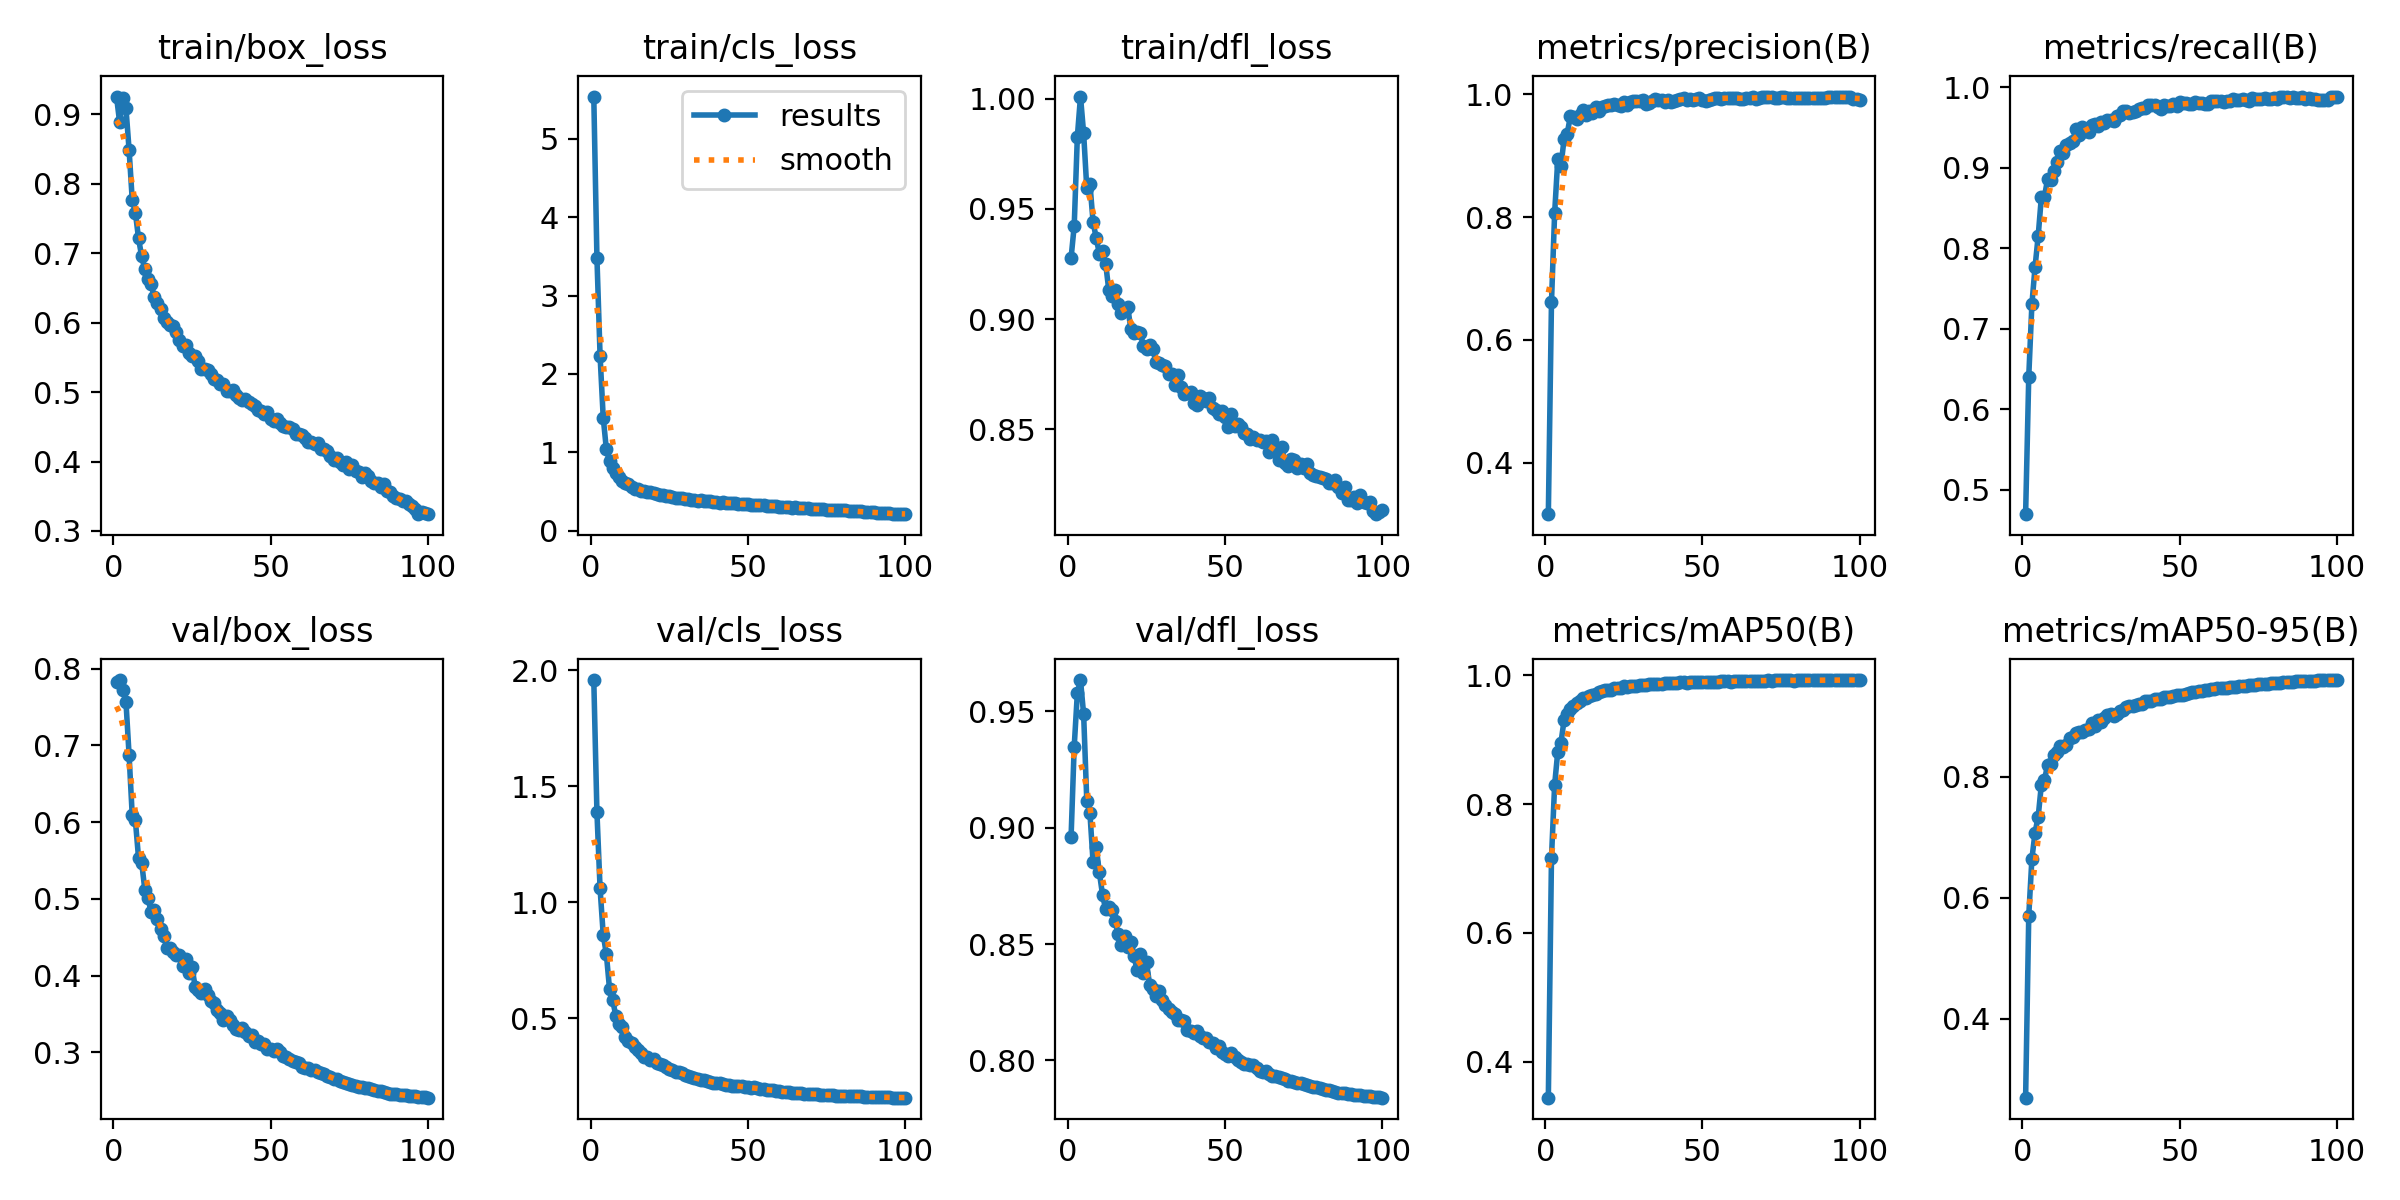 train/box_loss
0.9
0.8
0.7
0.6
0.5
0.4
0.3
0 50 100
train/cls_loss
results
smooth
5
4
3
2
1
0
0 50 100
train/dfl_loss
1.00
0.95
0.90
0.85
0 50 100
metrics/precision(B)
1.0
0.8
0.6
0.4
0 50 100
metrics/recall(B)
1.0
0.9
0.8
0.7
0.6
0.5
0 50 100
val/box_loss
0.8
0.7
0.6
0.5
0.4
0.3
0 50 100
val/cls_loss
2.0
1.5
1.0
0.5
0 50 100
val/dfl_loss
0.95
0.90
0.85
0.80
0 50 100
metrics/mAP50(B)
1.0
0.8
0.6
0.4
0 50 100
metrics/mAP50-95(B)
0.8
0.6
0.4
0 50 100